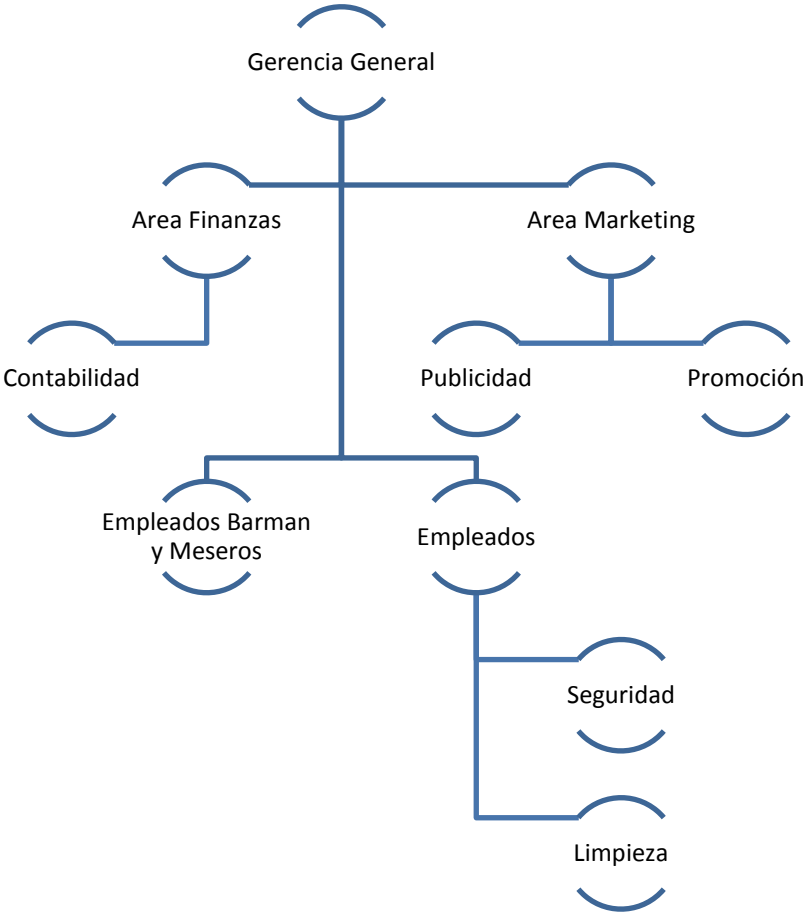 Gerencia General
Area Finanzas
Area Marketing
Contabilidad
Publicidad
Promoción
Empleados Barman
y Meseros
Empleados
Seguridad
Limpieza